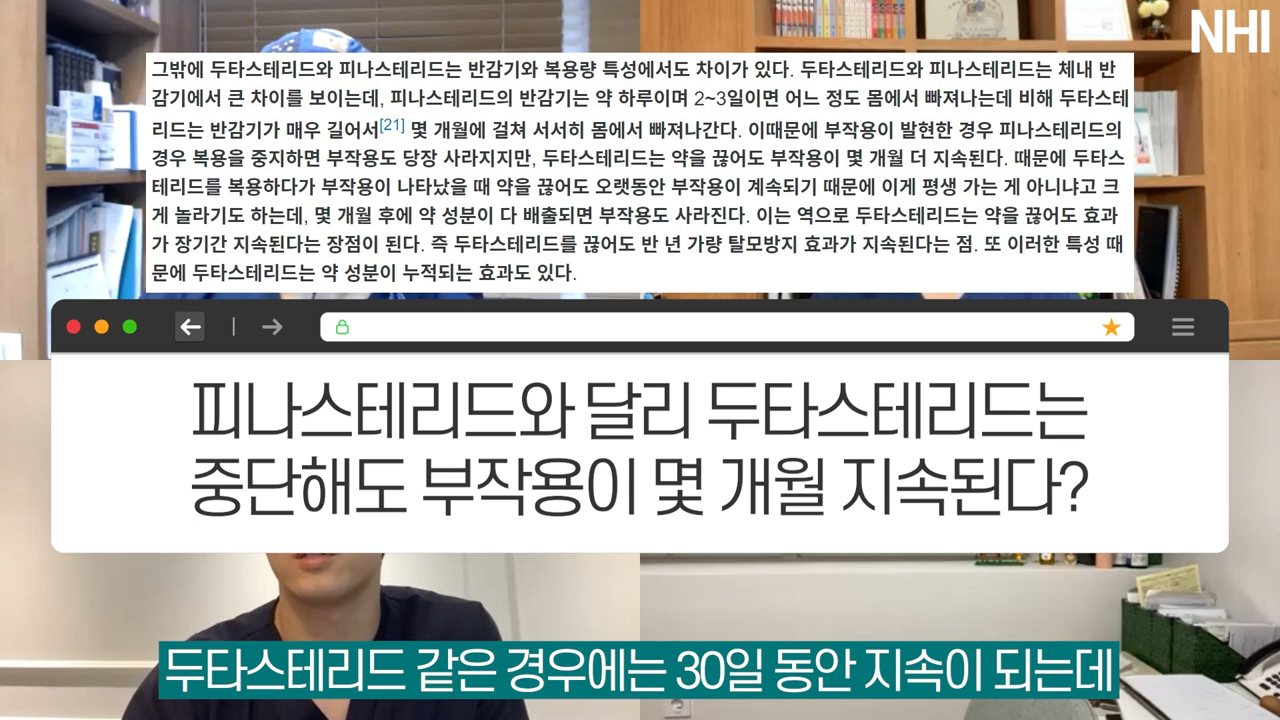 NHI
그밖에 두타스테리드와 피나스테리드는 반감기와 복용량 특성에서도 차이가 있다. 두타스테리드와 피나스테리드는 체내 반
감기에서 큰 차이를 보이는데, 피나스테리드의 반감기는 약 하루이며 2~3일이면 어느 정도 몸에서 빠져나는데 비해 두타스테
리드는 반감기가 매우 길어서[21] 몇 개월에 걸쳐 서서히 몸에서 빠져나간다. 이때문에 부작용이 발현한 경우 피나스테리드의
경우 복용을 중지하면 부작용도 당장 사라지지만, 두타스테리드는 약을 끊어도 부작용이 몇 개월 더 지속된다. 때문에 두타스
테리드를 복용하다가 부작용이 나타났을 때 약을 끊어도 오랫동안 부작용이 계속되기 때문에 이게 평생 가는 게 아니냐고 크
게 놀라기도 하는데, 몇 개월 후에 약 성분이 다 배출되면 부작용도 사라진다. 이는 역으로 두타스테리드는 약을 끊어도 효과
가 장기간 지속된다는 장점이 된다. 즉 두타스테리드를 끊어도 반 년 가량 탈모방지 효과가 지속된다는 점. 또 이러한 특성 때
문에 두타스테리드는 약 성분이 누적되는 효과도 있다.
피나스테리드와 달리 두타스테리드는
중단해도 부작용이 몇 개월 지속된다?
두타스테리드 같은 경우에는 30일 동안 지속이 되는데